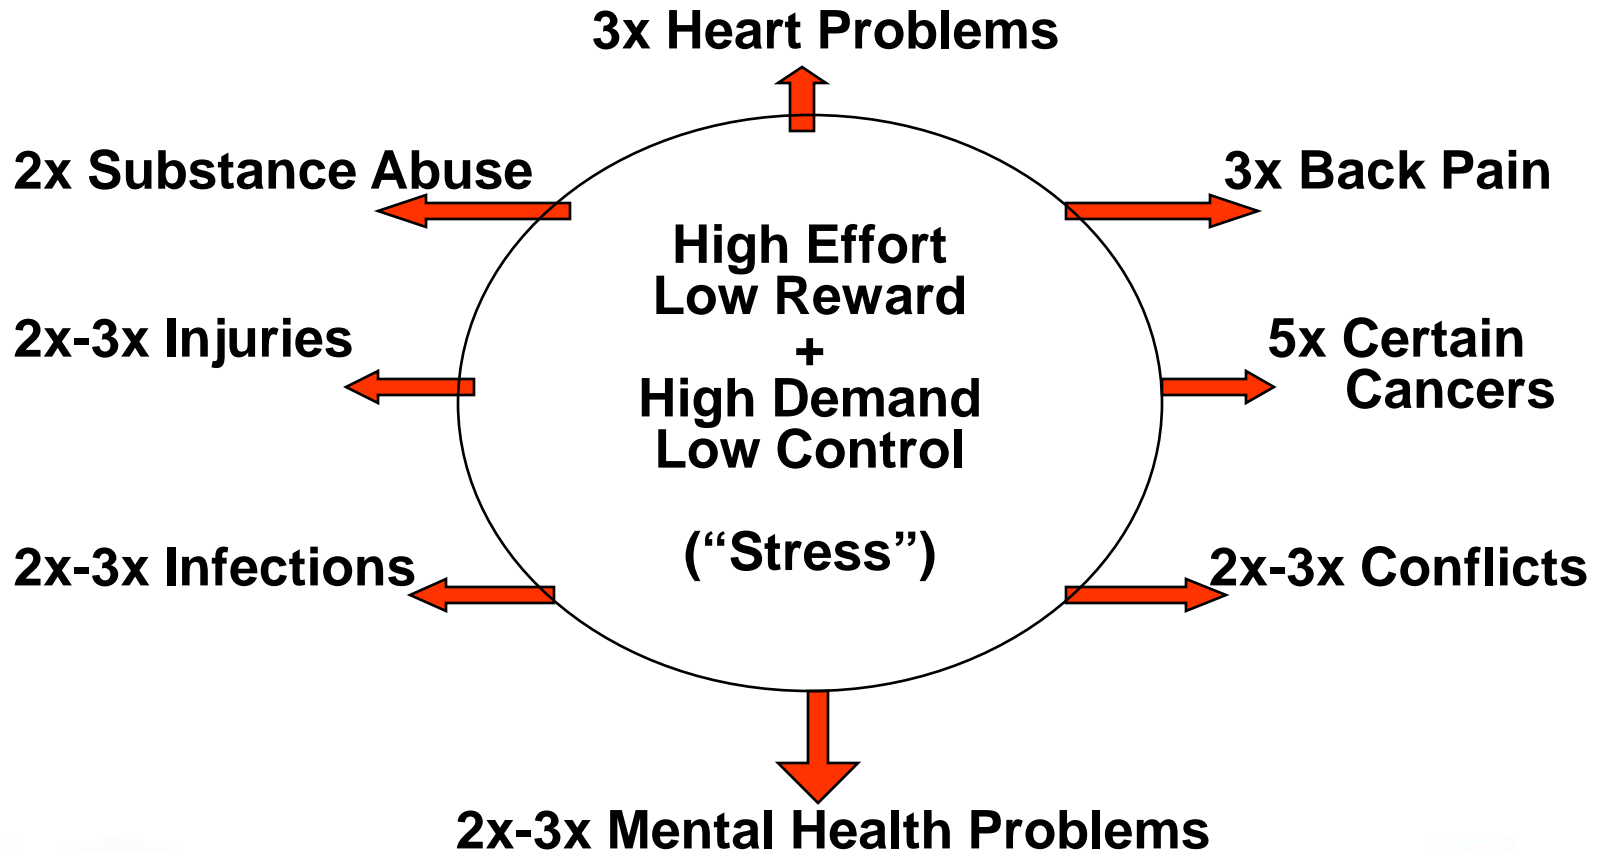 3x Heart Problems
2x Substance Abuse
3x Back Pain
High Effort
Low Reward
+
High Demand
Low Control
(“Stress”)
2x-3x Injuries
5x Certain
Cancers
2x-3x Infections
2x-3x Conflicts
2x-3x Mental Health Problems